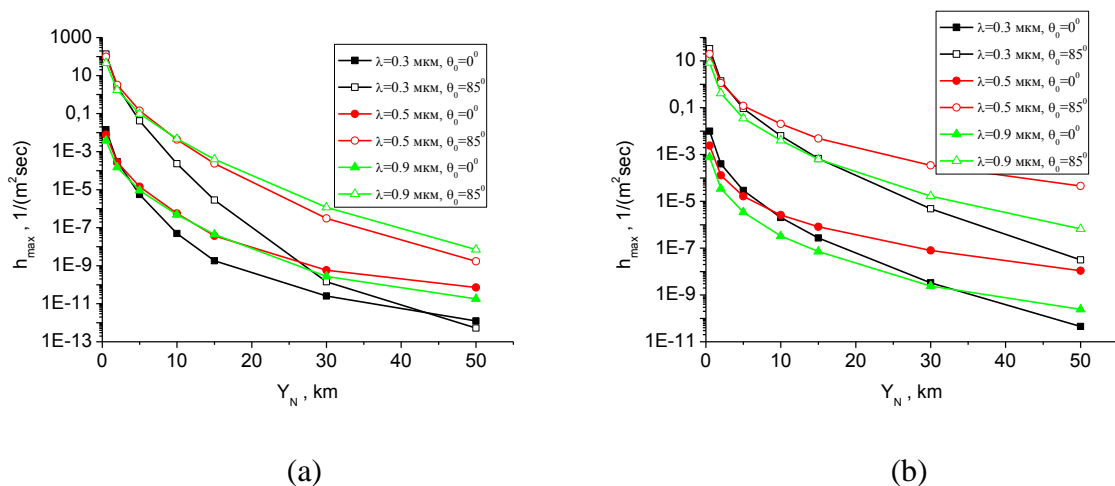 1000
10
0,1
1E-3
1E-5
1E-7
1E-9
1E-11
1E-13
h_max , 1/(m²sec)
0 10 20 30 40 50
Y_N , km
λ=0.3 мкм, θ₀=0⁰
λ=0.3 мкм, θ₀=85⁰
λ=0.5 мкм, θ₀=0⁰
λ=0.5 мкм, θ₀=85⁰
λ=0.9 мкм, θ₀=0⁰
λ=0.9 мкм, θ₀=85⁰
(a)
10
0,1
1E-3
1E-5
1E-7
1E-9
1E-11
h_max , 1/(m²sec)
0 10 20 30 40 50
Y_N , km
λ=0.3 мкм, θ₀=0⁰
λ=0.3 мкм, θ₀=85⁰
λ=0.5 мкм, θ₀=0⁰
λ=0.5 мкм, θ₀=85⁰
λ=0.9 мкм, θ₀=0⁰
λ=0.9 мкм, θ₀=85⁰
(b)